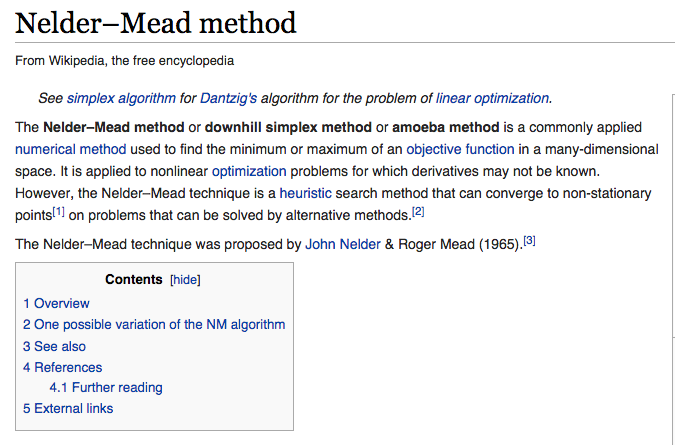 Nelder–Mead method
From Wikipedia, the free encyclopedia
See simplex algorithm for Dantzig's algorithm for the problem of linear optimization.
The Nelder–Mead method or downhill simplex method or amoeba method is a commonly applied
numerical method used to find the minimum or maximum of an objective function in a many-dimensional
space. It is applied to nonlinear optimization problems for which derivatives may not be known.
However, the Nelder–Mead technique is a heuristic search method that can converge to non-stationary
points[1] on problems that can be solved by alternative methods.[2]
The Nelder–Mead technique was proposed by John Nelder & Roger Mead (1965).[3]
Contents [hide]
1 Overview
2 One possible variation of the NM algorithm
3 See also
4 References
4.1 Further reading
5 External links